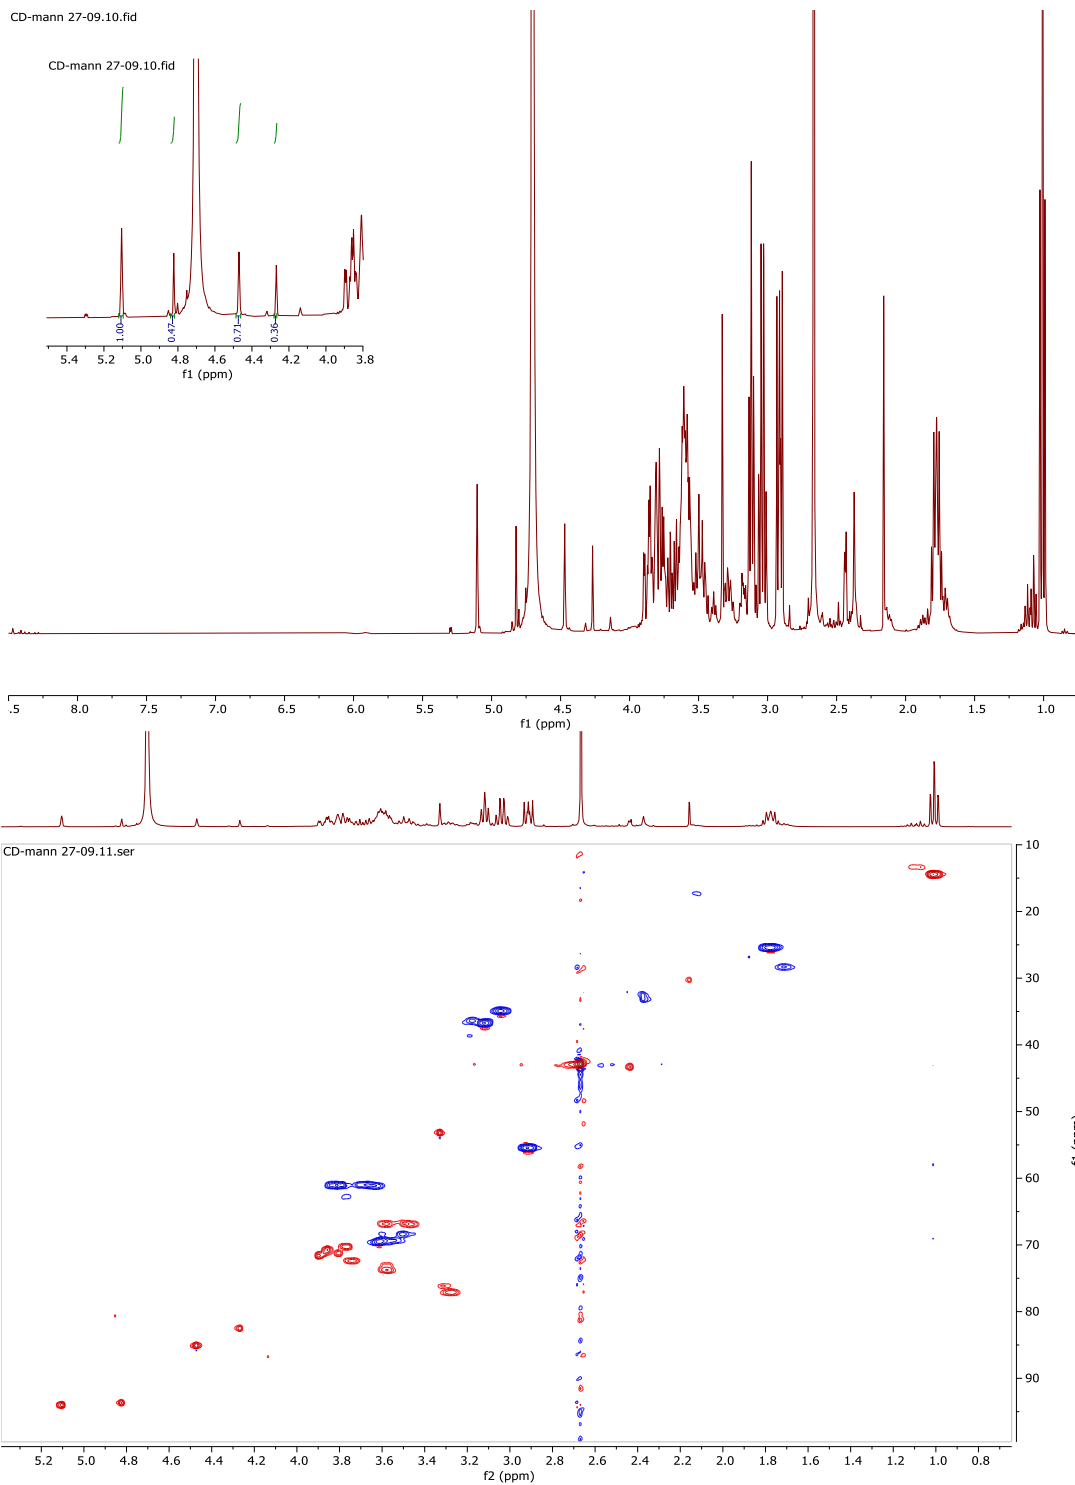 CD-mann 27-09.10.fid
CD-mann 27-09.10.fid
1.00
0.47
0.71
0.36
5.4 5.2 5.0 4.8 4.6 4.4 4.2 4.0 3.8
f1 (ppm)
.5 8.0 7.5 7.0 6.5 6.0 5.5 5.0 4.5 4.0 3.5 3.0 2.5 2.0 1.5 1.0
f1 (ppm)
CD-mann 27-09.11.ser
10
20
30
40
50
60
70
80
90
5.2 5.0 4.8 4.6 4.4 4.2 4.0 3.8 3.6 3.4 3.2 3.0 2.8 2.6 2.4 2.2 2.0 1.8 1.6 1.4 1.2 1.0 0.8
f2 (ppm)